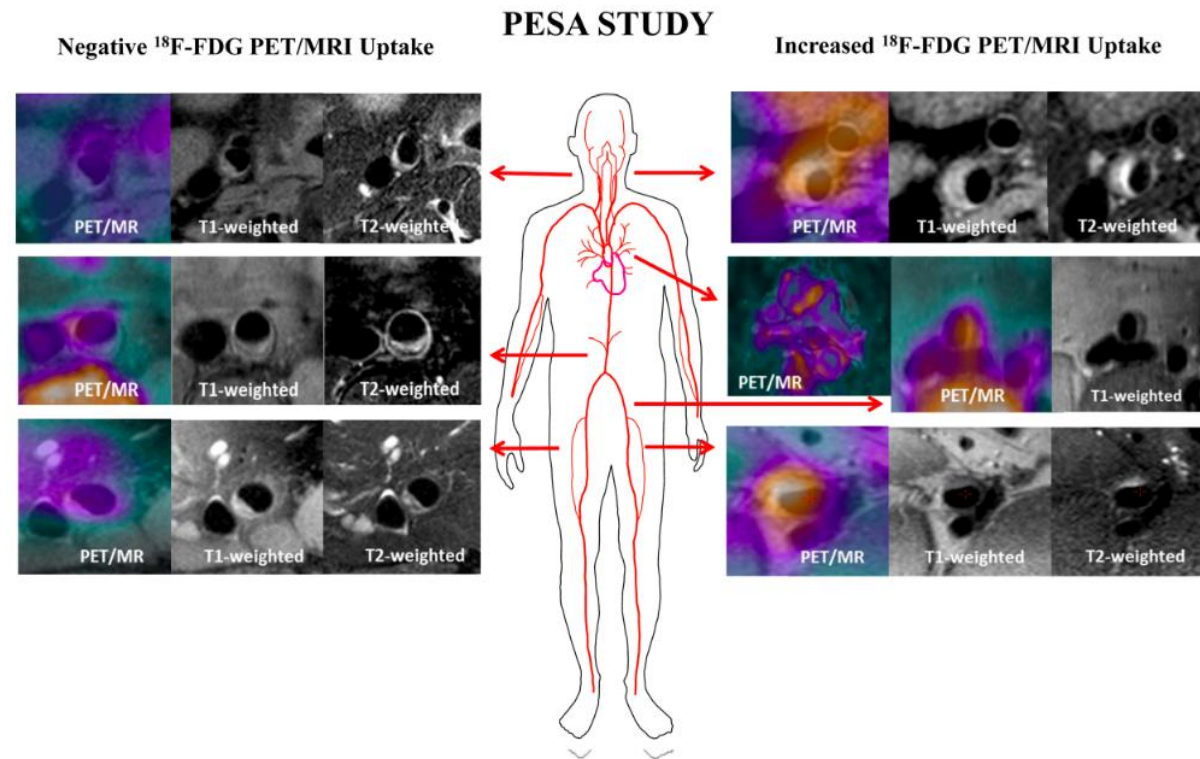 PESA STUDY
Negative ¹⁸F-FDG PET/MRI Uptake
Increased ¹⁸F-FDG PET/MRI Uptake
PET/MR T1-weighted T2-weighted
PET/MR T1-weighted T2-weighted
PET/MR T1-weighted T2-weighted
PET/MR T1-weighted T2-weighted
PET/MR PET/MR T1-weighted
PET/MR T1-weighted T2-weighted